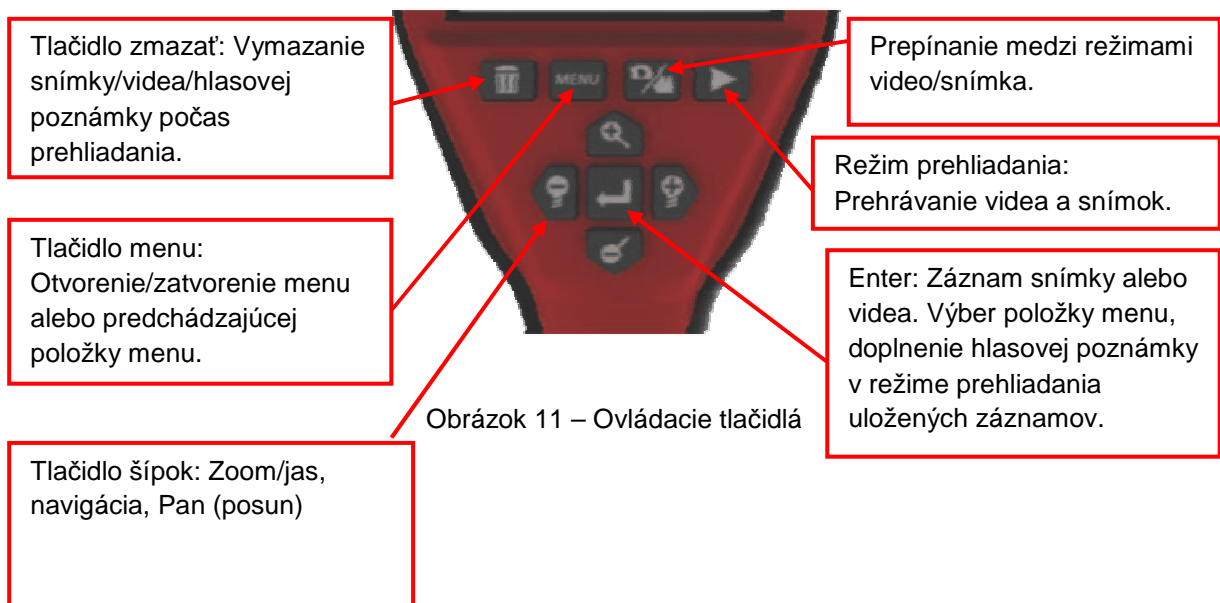 Tlačidlo zmazať: Vymazanie
snímky/videa/hlasovej
poznámky počas
prehliadania.
MENU
Prepínanie medzi režimami
video/snímka.
Režim prehliadania:
Prehrávanie videa a snímok.
Tlačidlo menu:
Otvorenie/zatvorenie menu
alebo predchádzajúcej
položky menu.
Enter: Záznam snímky alebo
videa. Výber položky menu,
doplnenie hlasovej poznámky
v režime prehliadania
uložených záznamov.
Obrázok 11 – Ovládacie tlačidlá
Tlačidlo šípok: Zoom/jas,
navigácia, Pan (posun)